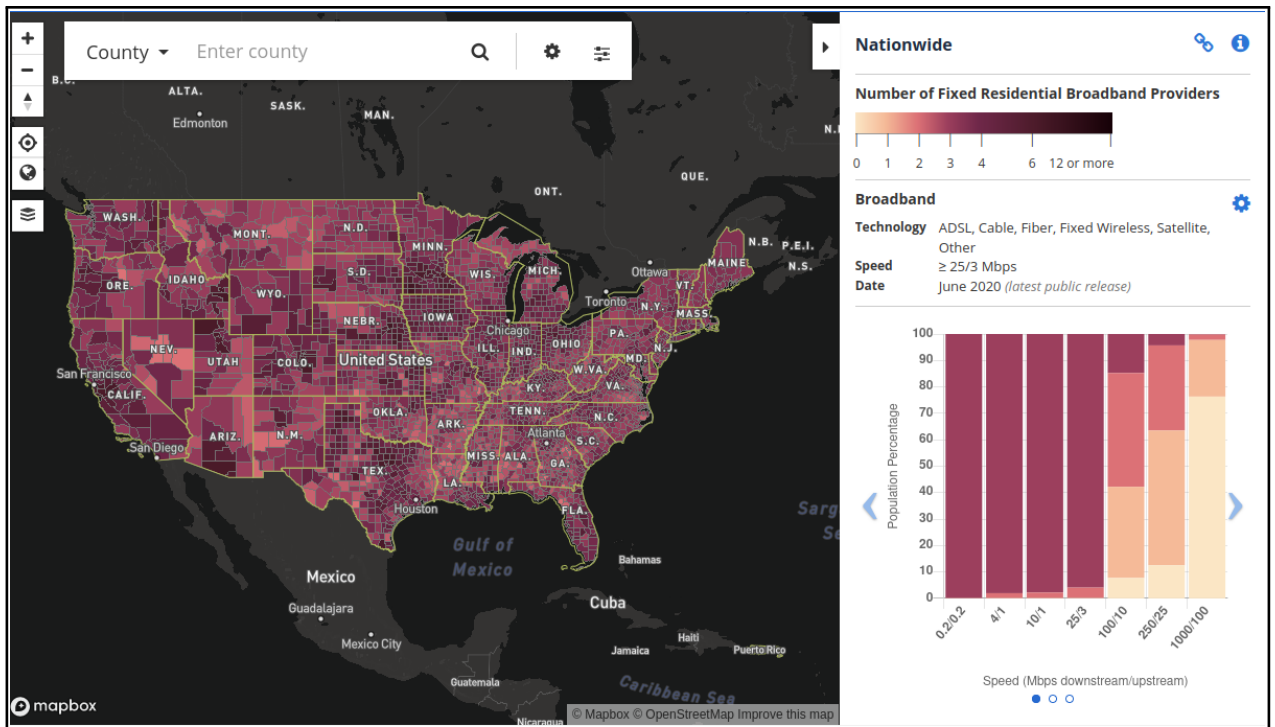 County
Enter county
B.C.
ALTA.
SASK.
MAN.
Edmonton
ONT.
QUE.
N.B.
P.E.I.
N.S.
WASH.
MONT.
N.D.
MINN.
MAINE
ORE.
IDAHO
S.D.
WIS.
MICH.
Ottawa
VT.
WYO.
Toronto
N.Y.
MASS.
NEBR.
IOWA
Chicago
PA.
NEV.
UTAH
COLO.
United States
ILL.
IND.
OHIO
N.J.
MD.
San Francisco
CALIF.
W.VA.
KY.
VA.
OKLA.
TENN.
N.C.
ARIZ.
N.M.
ARK.
Atlanta
S.C.
San Diego
MISS.
ALA.
GA.
TEX.
LA.
Houston
FLA.
Gulf of
Mexico
Bahamas
Mexico
Cuba
Guadalajara
Mexico City
Haiti
Jamaica
Puerto Rico
Guatemala
Caribbean Sea
Nicaragua
mapbox
© Mapbox © OpenStreetMap Improve this map
Nationwide
Number of Fixed Residential Broadband Providers
0 1 2 3 4 6 12 or more
Broadband
Technology ADSL, Cable, Fiber, Fixed Wireless, Satellite,
Other
Speed ≥ 25/3 Mbps
Date June 2020 (latest public release)
Population Percentage
100
90
80
70
60
50
40
30
20
10
0
0.2/0.2 4/1 10/1 25/3 100/10 250/25 1000/100
Speed (Mbps downstream/upstream)